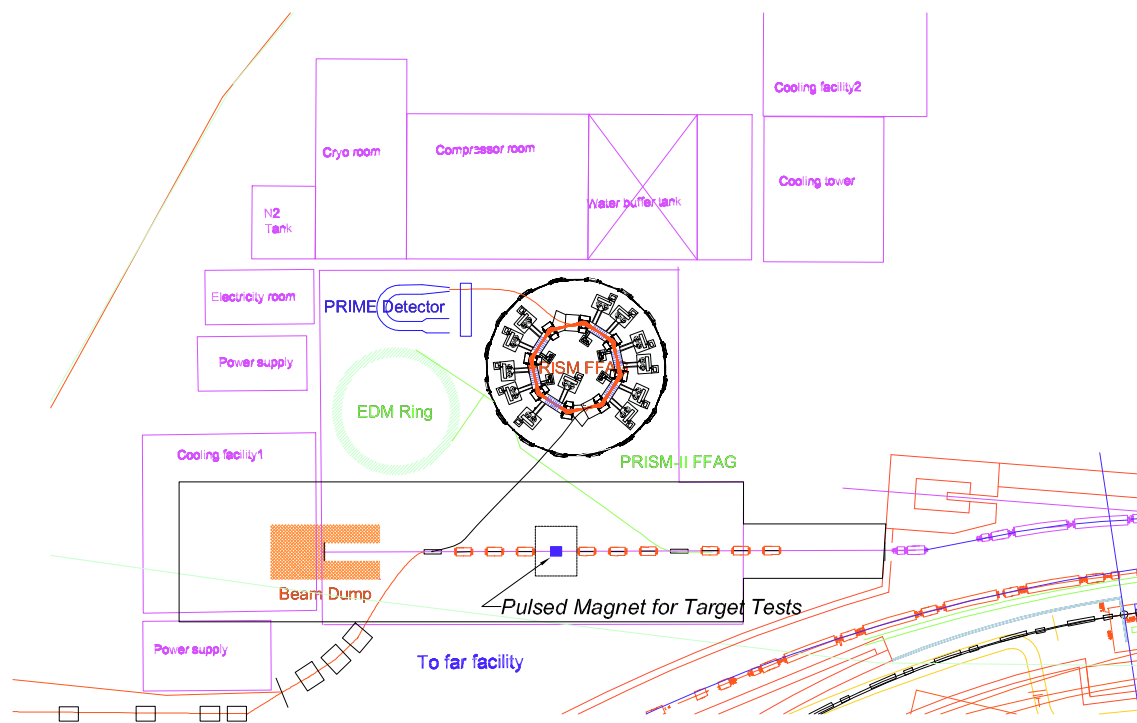 Cooling facility2
Cryo room
Compressor room
Cooling tower
Water buffer tank
N2
Tank
Electricity room
PRIME Detector
Power supply
PRISM FFAG
EDM Ring
Cooling facility1
PRISM-II FFAG
Beam Dump
Pulsed Magnet for Target Tests
Power supply
To far facility